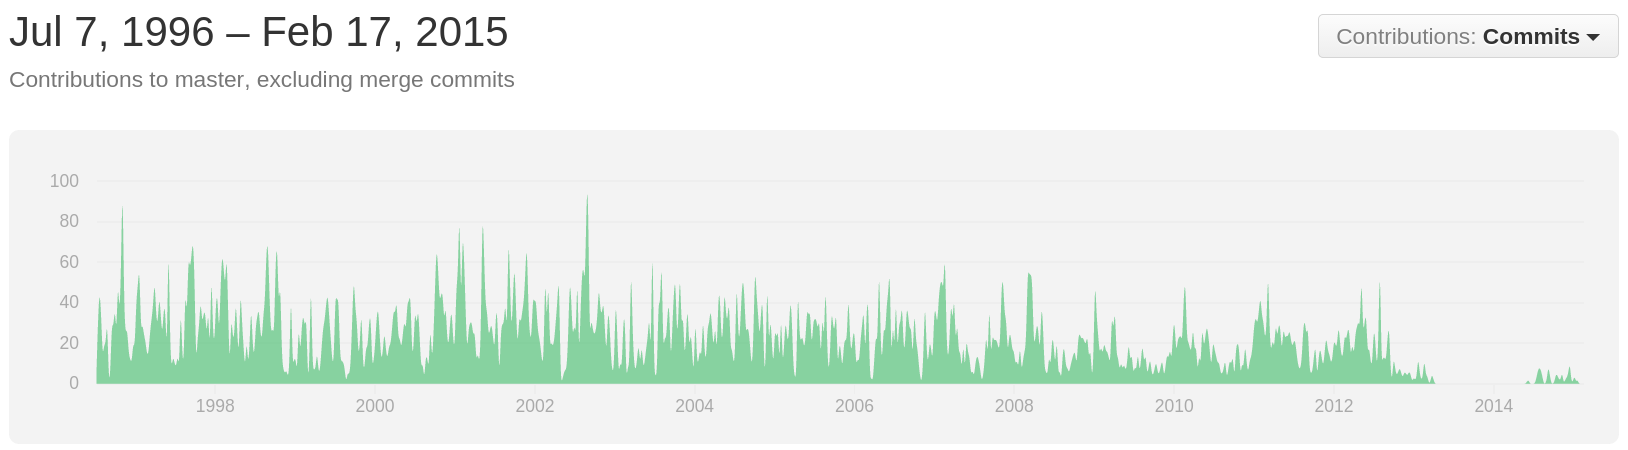 Jul 7, 1996 – Feb 17, 2015
Contributions: Commits
Contributions to master, excluding merge commits
100
80
60
40
20
0
1998 2000 2002 2004 2006 2008 2010 2012 2014